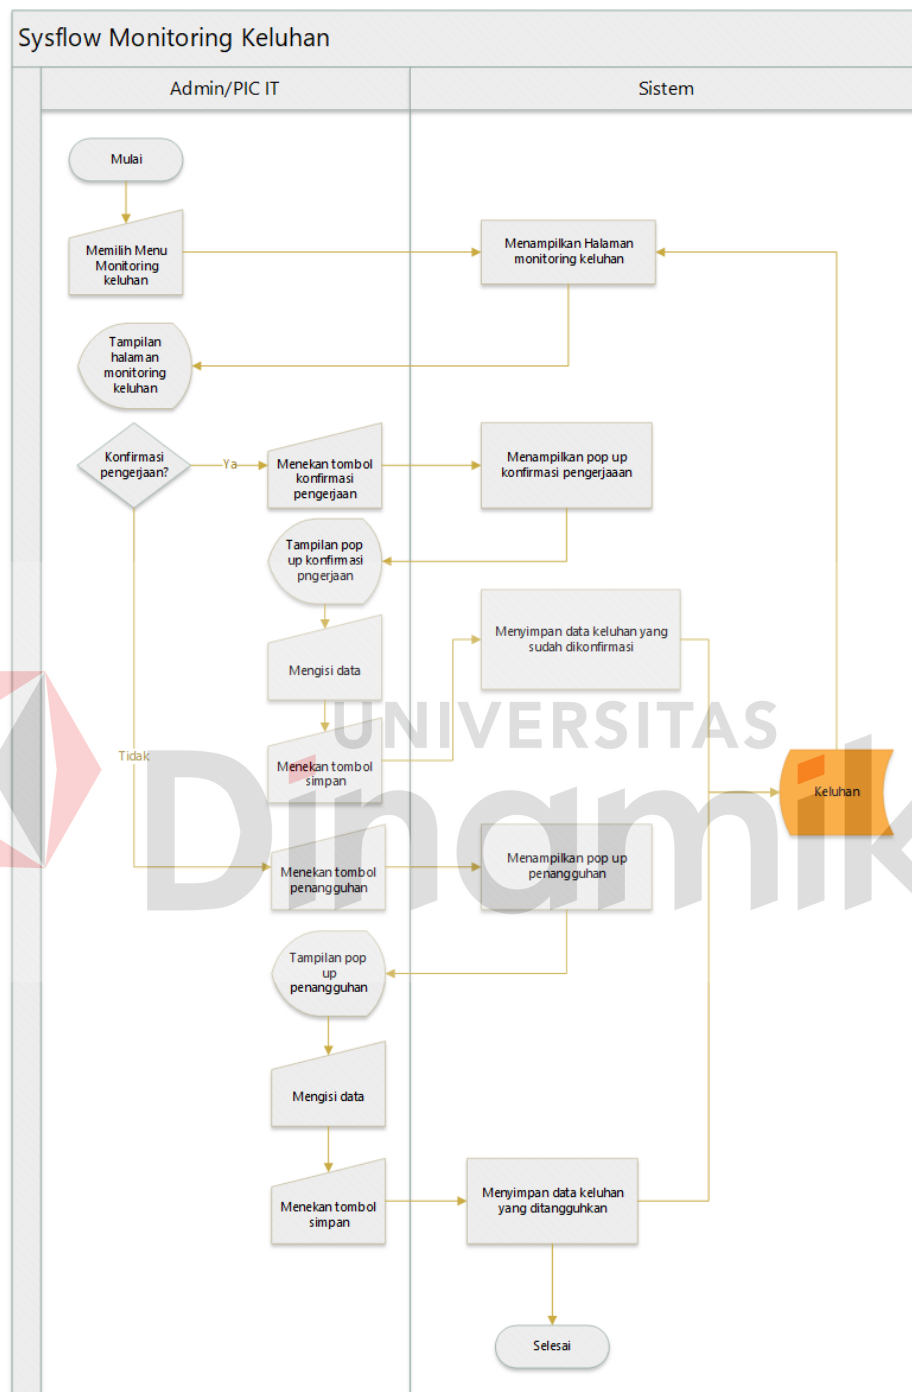 Sysflow Monitoring Keluhan
Admin/PIC IT
Sistem
Mulai
Memilih Menu
Monitoring
keluhan
Menampilkan Halaman
monitoring keluhan
Tampilan
halaman
monitoring
keluhan
Konfirmasi
pengerjaan?
Ya
Menekan tombol
konfirmasi
pengerjaan
Menampilkan pop up
konfirmasi pengerjaaan
Tampilan pop
up konfirmasi
pngerjaan
Menyimpan data keluhan yang
sudah dikonfirmasi
Mengisi data
UNIVERSITAS
Tidak
Menekan tombol
simpan
Dinamik
Keluhan
Menekan tombol
penangguhan
Menampilkan pop up
penangguhan
Tampilan pop
up
penangguhan
Mengisi data
Menekan tombol
simpan
Menyimpan data keluhan
yang ditangguhkan
Selesai